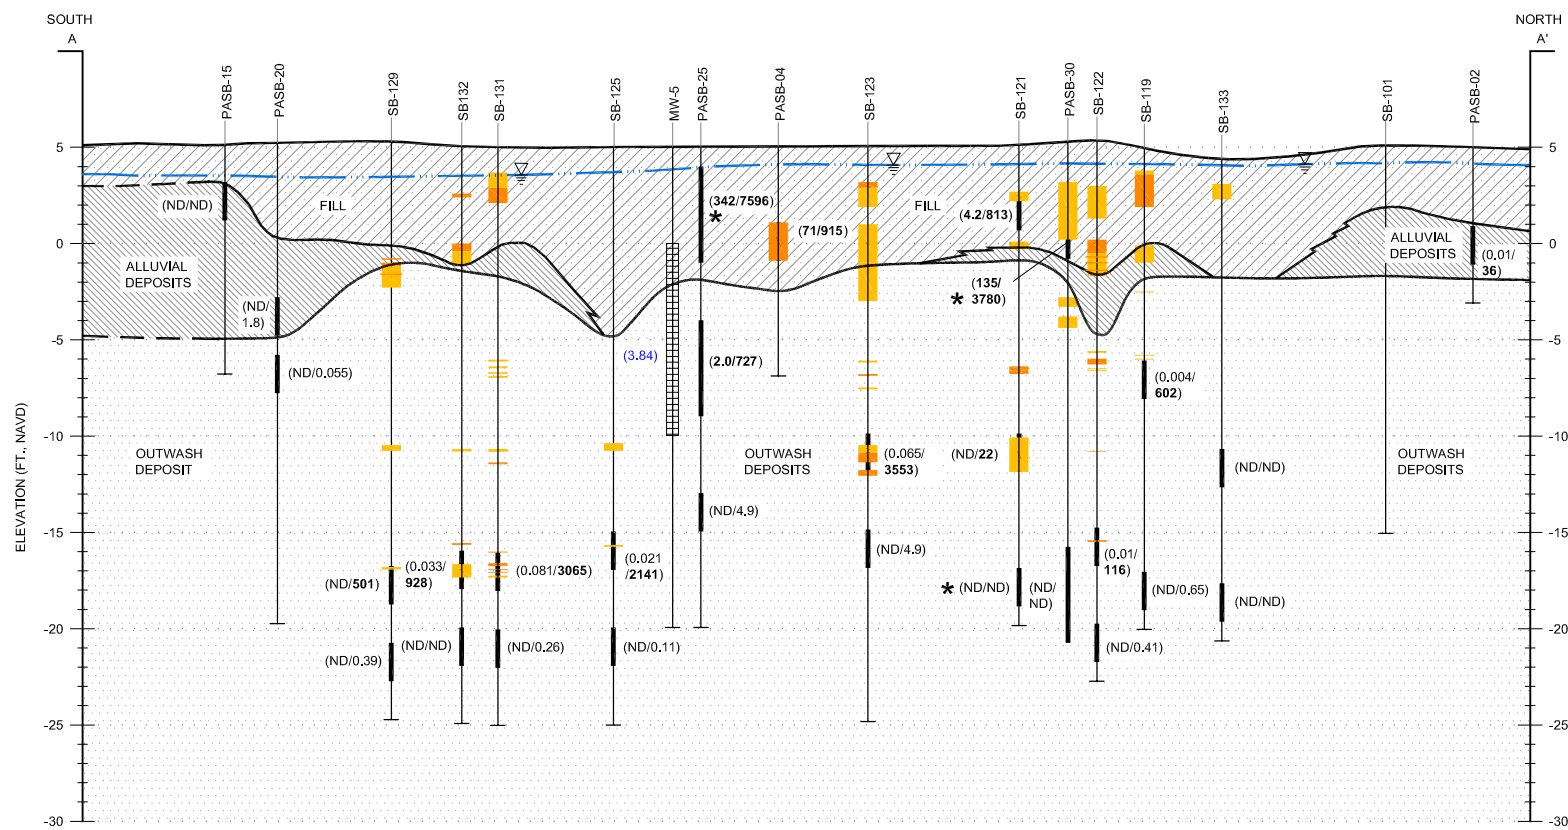 SOUTH
NORTH
A
A'
PASB-15
PASB-20
SB-129
SB132
SB-131
SB-125
MW-5
PASB-25
PASB-04
SB-123
SB-121
PASB-30
SB-122
SB-119
SB-133
SB-101
PASB-02
5
5
(ND/ND)
FILL
(342/7596)
*
(71/915)
FILL
(4.2/813)
0
0
ALLUVIAL
DEPOSITS
ALLUVIAL
DEPOSITS
(0.01/
36)
(135/
* 3780)
(ND/
1.8)
-5
-5
(3.84)
(2.0/727)
(ND/0.055)
(0.004/
602)
-10
-10
OUTWASH
DEPOSIT
OUTWASH
DEPOSITS
(0.065/
3553)
(ND/22)
(ND/ND)
OUTWASH
DEPOSITS
(ND/4.9)
-15
-15
ELEVATION (FT., NAVD)
(ND/501)
(0.033/
928)
(0.081/3065)
(0.021
/2141)
(ND/4.9)
* (ND/ND)
(ND/
ND)
(0.01/
116)
(ND/0.65)
(ND/ND)
-20
-20
(ND/0.39)
(ND/ND)
(ND/0.26)
(ND/0.11)
(ND/0.41)
-25
-25
-30
-30